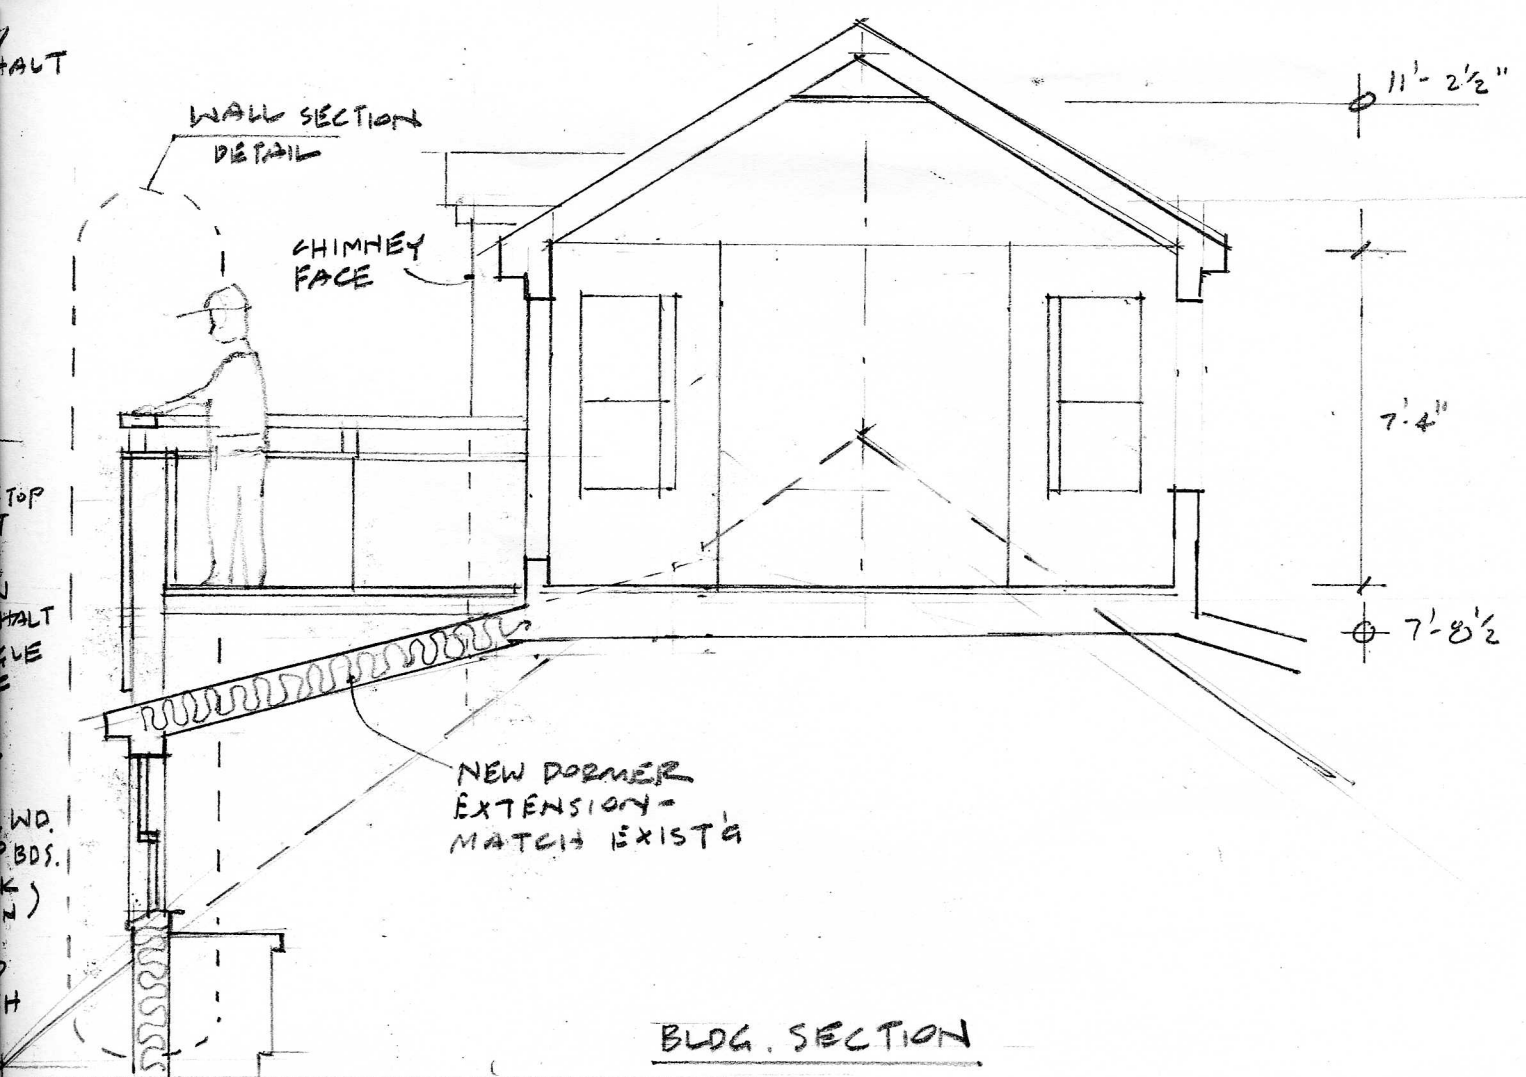 HALT
WALL SECTION
DETAIL
11'- 2½"
CHIMNEY
FACE
7'-4"
TOP
HALT
7'-8½
NEW DORMER
EXTENSION-
MATCH EXIST'G
WD.
BDS.
H
BLDG. SECTION